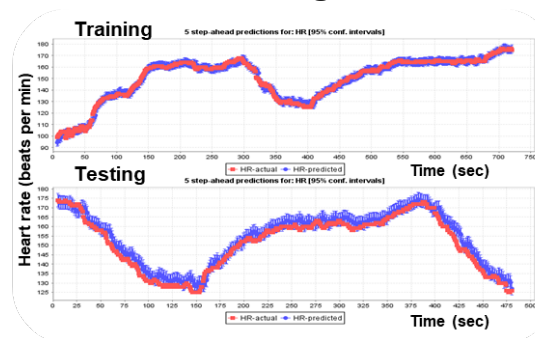 Training
5 step-ahead predictions for: HR [95% conf. intervals]
180
170
160
150
140
130
120
110
100
90
0 50 100 150 200 250 300 350 400 450 500 550 600 650 700 750
HR-actual HR-predicted
Time (sec)
Heart rate (beats per min)
Testing
5 step-ahead predictions for: HR [95% conf. intervals]
180
175
170
165
160
155
150
145
140
135
130
125
0 25 50 75 100 125 150 175 200 225 250 275 300 325 350 375 400 425 450 475 500
HR-actual HR-predicted
Time (sec)